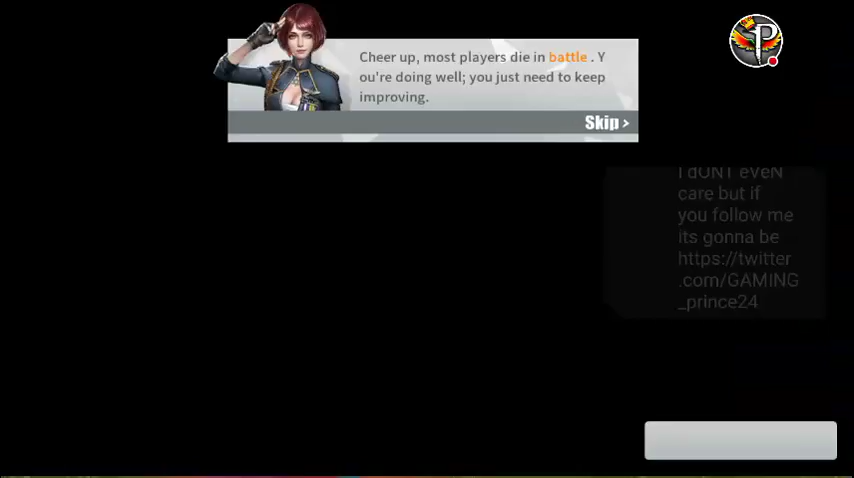 Cheer up, most players die in battle . Y
ou're doing well; you just need to keep
improving.
Skip >
P
I dONT eVeN
care but if
you follow me
its gonna be
https://twitter
.com/GAMING
_prince24